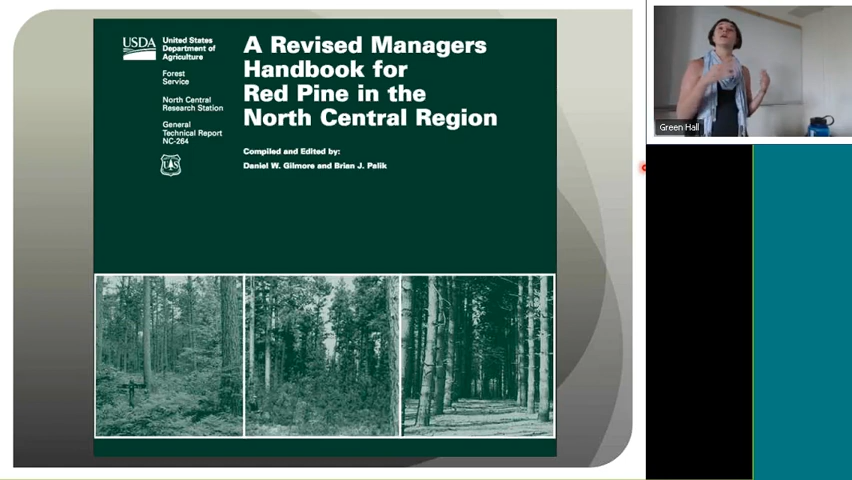 USDA
United States
Department of
Agriculture
Forest
Service
North Central
Research Station
General
Technical Report
NC-264
A Revised Managers
Handbook for
Red Pine in the
North Central Region
Compiled and Edited by:
Daniel W. Gilmore and Brian J. Palik
Green Hall